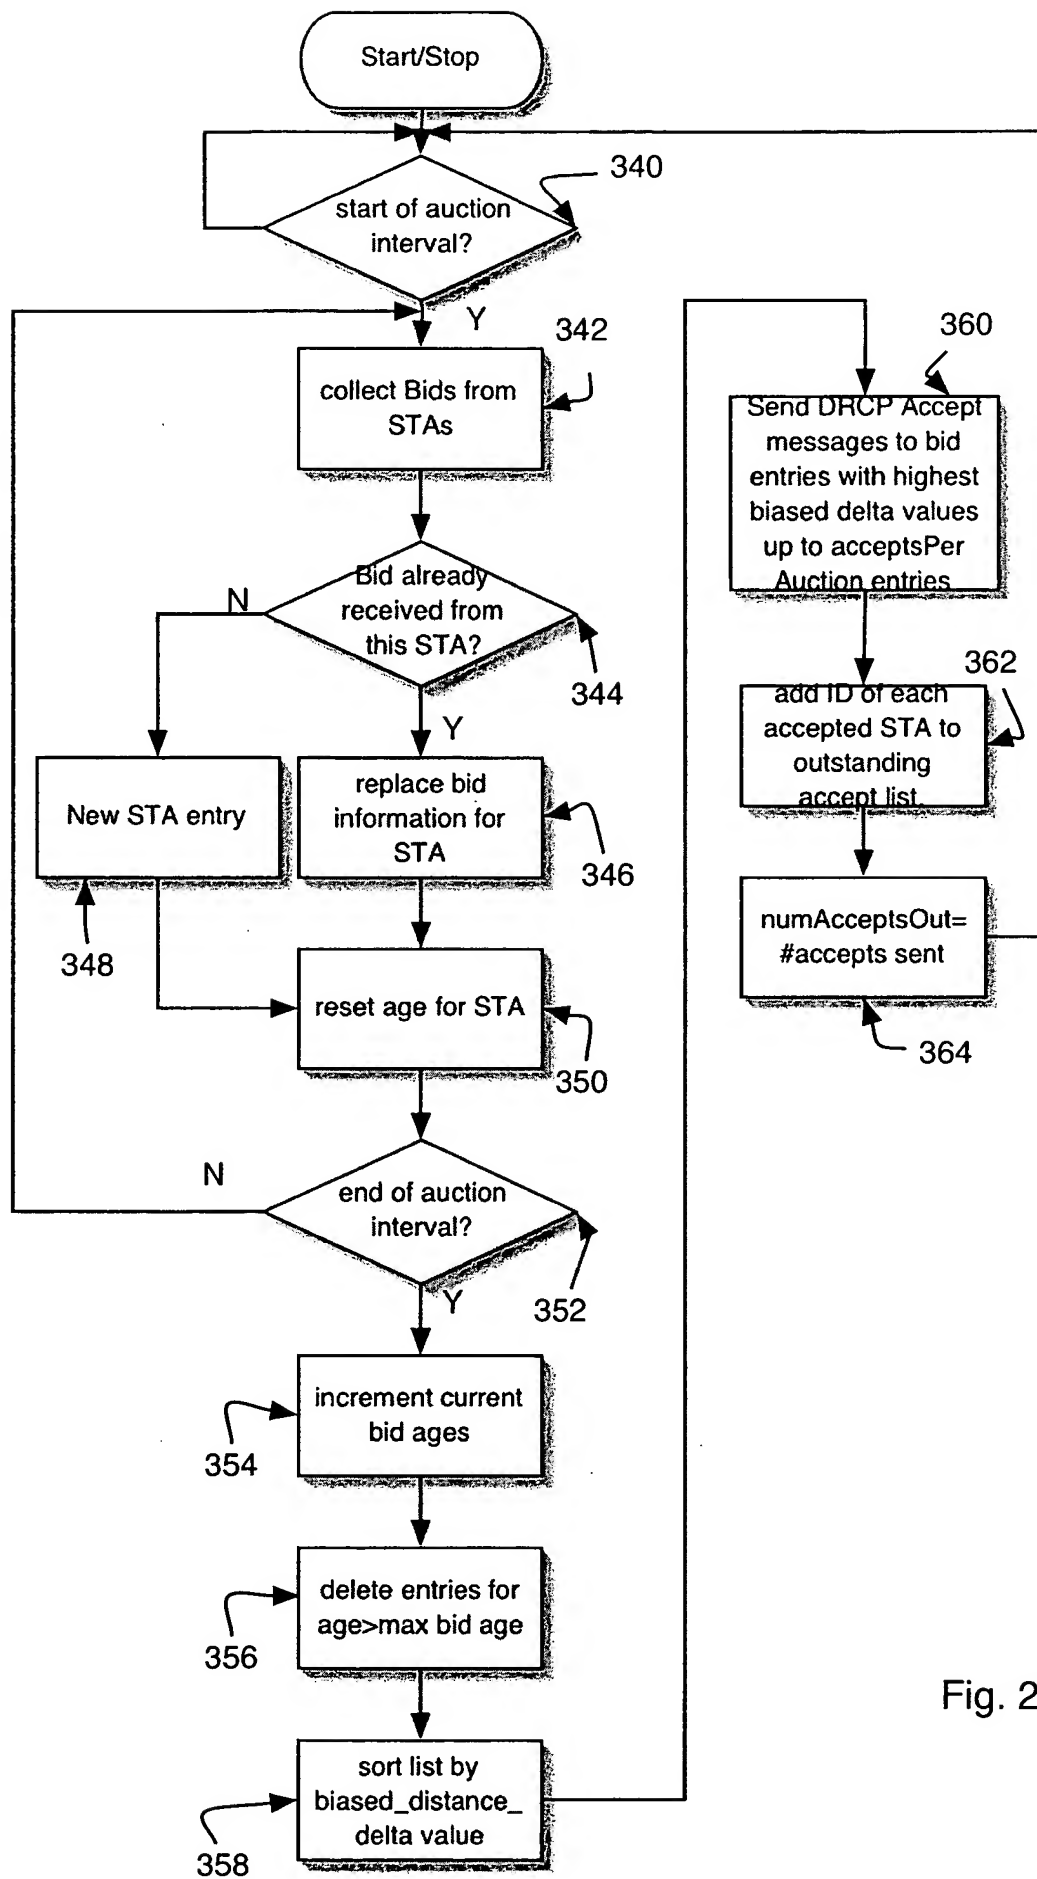 Start/Stop
340
start of auction
interval?
Y
342
collect Bids from
STAs
N
Bid already
received from
this STA?
344
Y
New STA entry
348
replace bid
information for
STA
346
reset age for STA
350
N
end of auction
interval?
352
Y
increment current
bid ages
354
delete entries for
age>max bid age
356
sort list by
biased_distance_
delta value
358
360
Send DRCP Accept
messages to bid
entries with highest
biased delta values
up to acceptsPer
Auction entries
362
add ID of each
accepted STA to
outstanding
accept list.
numAcceptsOut=
#accepts sent
364
Fig. 2